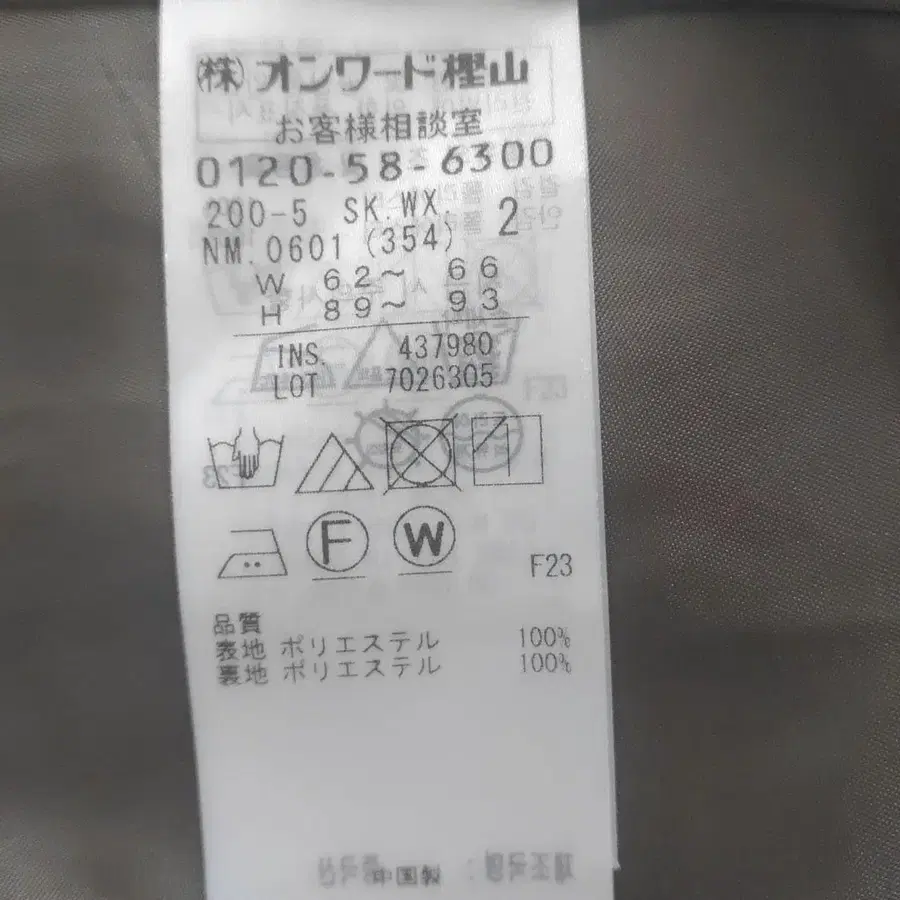 (株)オンワード樫山
お客様相談室
0120-58-6300
200-5 SK.WX. 2
NM.0601 (354)
W 62〜 66
H 89〜 93
INS. 437980
LOT 7026305
F W
F23
品質
表地 ポリエステル 100%
裏地 ポリエステル 100%
中国製